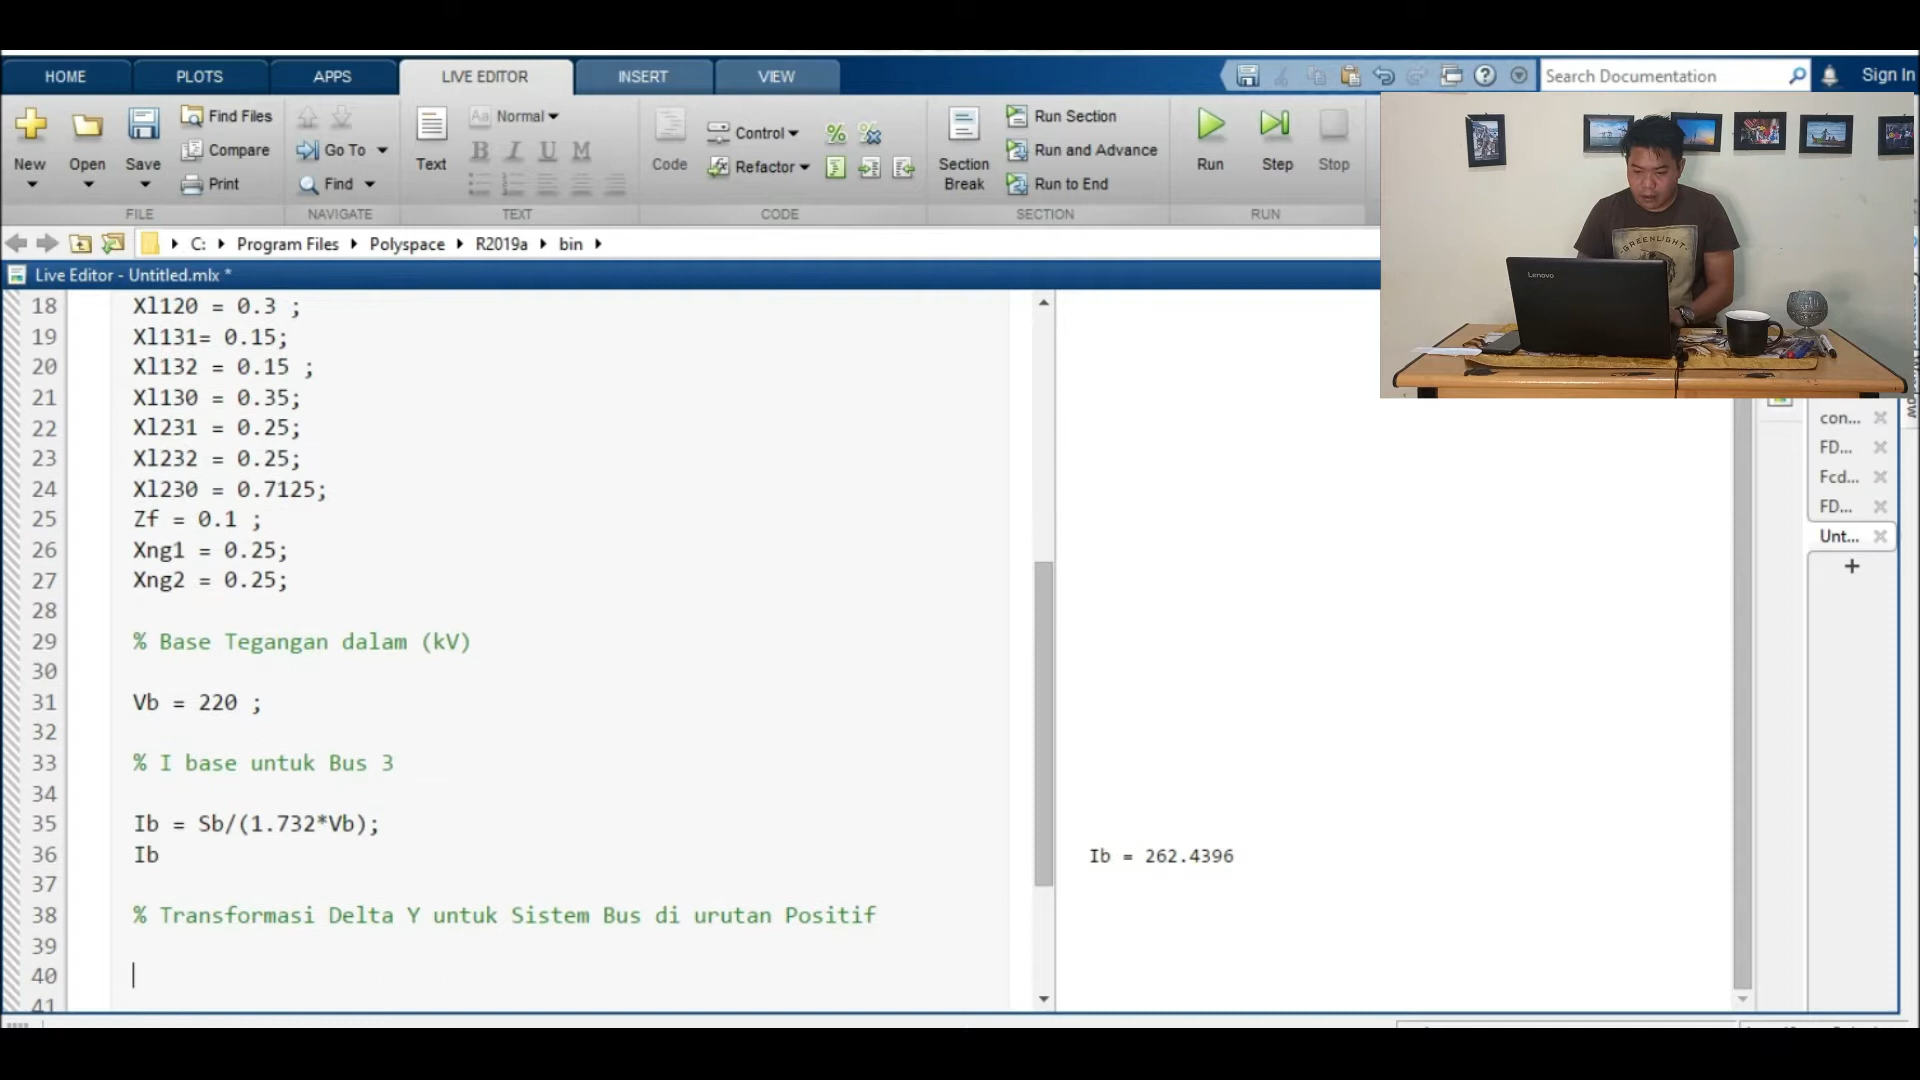 HOME PLOTS APPS LIVE EDITOR INSERT VIEW
Search Documentation
Sign In
New
Open
Save
Find Files
Compare
Print
FILE
Go To
Find
NAVIGATE
Text
Normal
B I U M
TEXT
Code
Control
Refactor
CODE
Section
Break
Run Section
Run and Advance
Run to End
SECTION
Run
Step
Stop
RUN
C: Program Files Polyspace R2019a bin
Live Editor - Untitled.mlx *
18 Xl120 = 0.3 ;
19 Xl131= 0.15;
20 Xl132 = 0.15 ;
21 Xl130 = 0.35;
22 Xl231 = 0.25;
23 Xl232 = 0.25;
24 Xl230 = 0.7125;
25 Zf = 0.1 ;
26 Xng1 = 0.25;
27 Xng2 = 0.25;
28
29 % Base Tegangan dalam (kV)
30
31 Vb = 220 ;
32
33 % I base untuk Bus 3
34
35 Ib = Sb/(1.732*Vb);
36 Ib
37
38 % Transformasi Delta Y untuk Sistem Bus di urutan Positif
39
40
41
Ib = 262.4396
con...
FD...
Fcd...
FD...
Unt...
GREENLIGHT
Lenovo